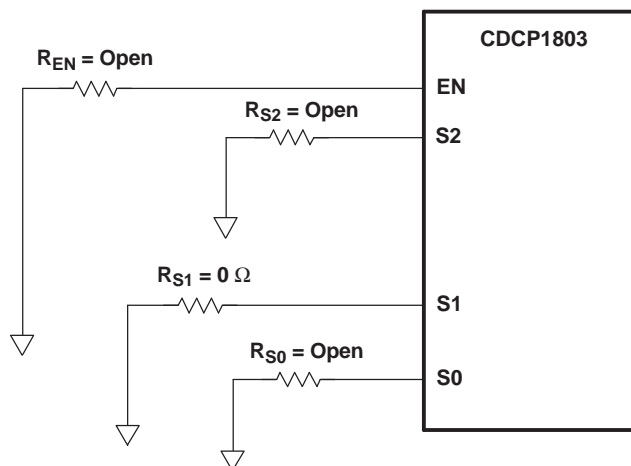 CDCP1803
R_EN = Open
EN
R_S2 = Open
S2
R_S1 = 0 Ω
S1
R_S0 = Open
S0